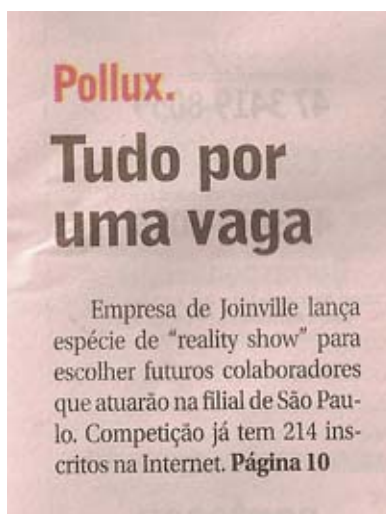 Pollux.
Tudo por
uma vaga
Empresa de Joinville lança
espécie de “reality show” para
escolher futuros colaboradores
que atuarão na filial de São Pau-
lo. Competição já tem 214 ins-
critos na Internet. Página 10